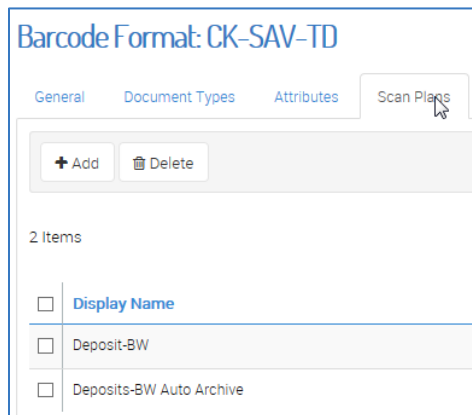 Barcode Format: CK-SAV-TD
General Document Types Attributes Scan Plans
Add Delete
2 Items
Display Name
Deposit-BW
Deposits-BW Auto Archive